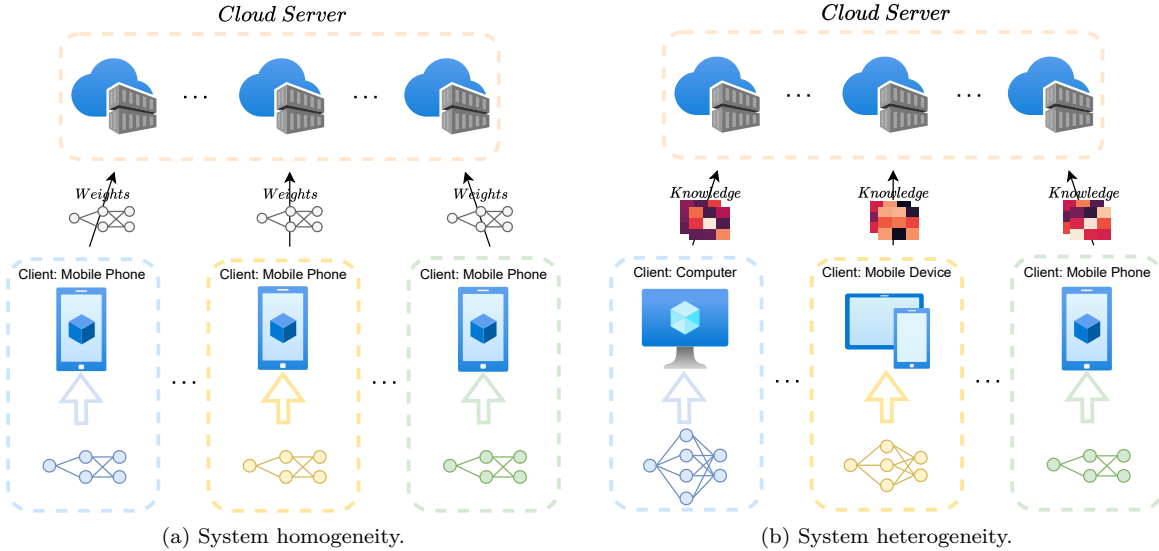 Cloud Server
...
...
Weights
Weights
Weights
Client: Mobile Phone
Client: Mobile Phone
Client: Mobile Phone
...
...
(a) System homogeneity.
Cloud Server
...
...
Knowledge
Knowledge
Knowledge
Client: Computer
Client: Mobile Device
Client: Mobile Phone
...
...
(b) System heterogeneity.